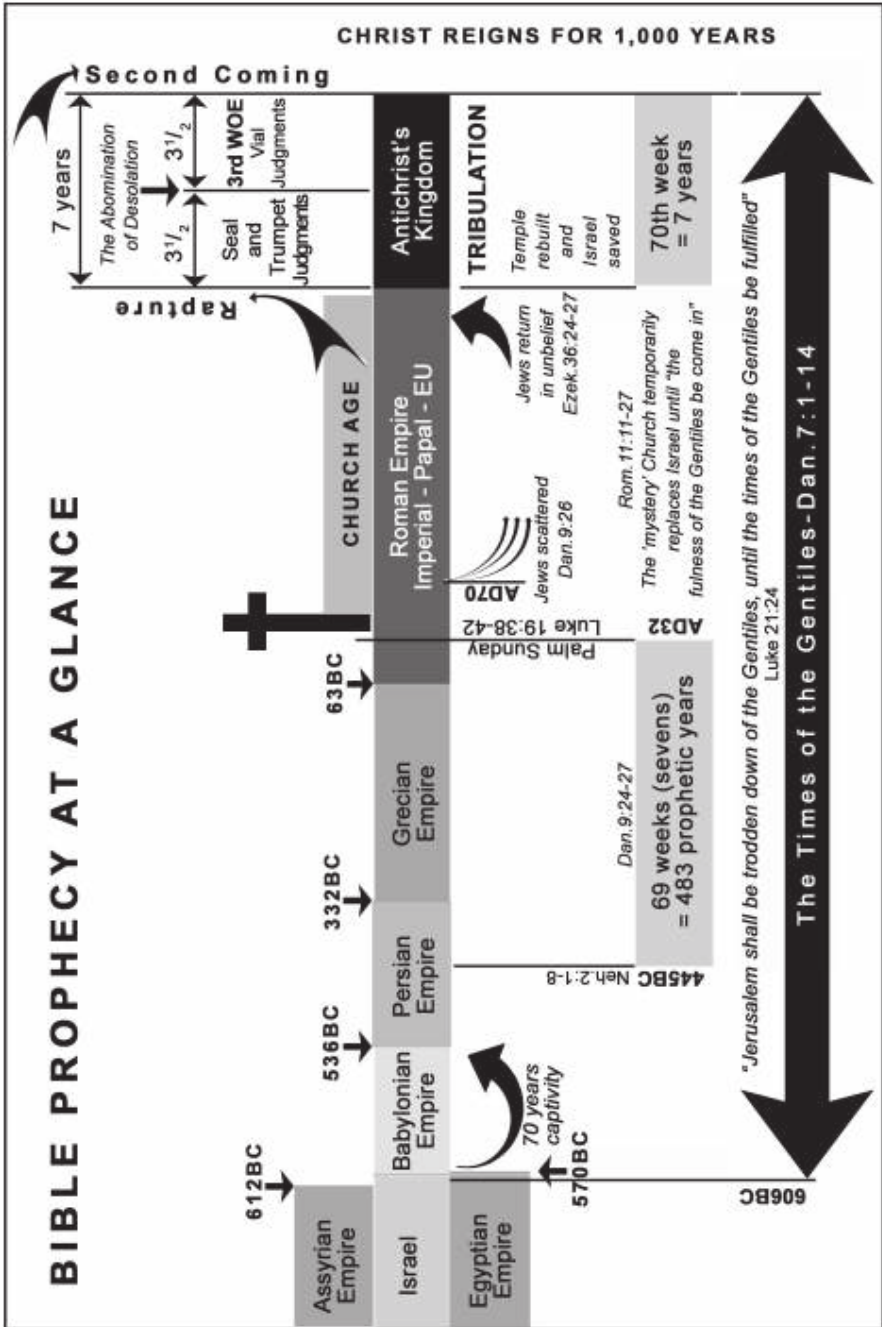 BIBLE PROPHECY AT A GLANCE
CHRIST REIGNS FOR 1,000 YEARS
Second Coming
7 years
The Abomination
of Desolation
3 1/2
3 1/2
Seal
and
Trumpet
Judgments
3rd WOE
Vial
Judgments
Rapture
CHURCH AGE
612BC
536BC
332BC
63BC
Assyrian
Empire
Israel
Egyptian
Empire
Babylonian
Empire
Persian
Empire
Grecian
Empire
Roman Empire
Imperial - Papal - EU
Antichrist's
Kingdom
570BC
70 years
captivity
606BC
445BC Neh.2:1-8
Dan.9:24-27
69 weeks (sevens)
= 483 prophetic years
Palm Sunday
Luke 19:38-42
AD32
AD70
Jews scattered
Dan.9:26
Jews return
in unbelief
Ezek.36:24-27
Rom.11:11-27
The 'mystery' Church temporarily
replaces Israel until "the
fulness of the Gentiles be come in"
TRIBULATION
Temple
rebuilt
and
Israel
saved
70th week
= 7 years
"Jerusalem shall be trodden down of the Gentiles, until the times of the Gentiles be fulfilled"
Luke 21:24
The Times of the Gentiles-Dan.7:1-14